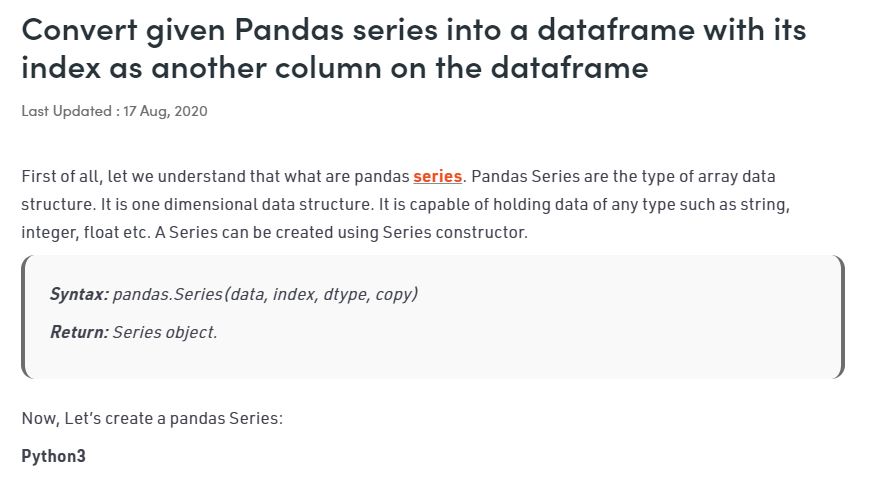 Convert given Pandas series into a dataframe with its
index as another column on the dataframe
Last Updated : 17 Aug, 2020
First of all, let we understand that what are pandas series. Pandas Series are the type of array data
structure. It is one dimensional data structure. It is capable of holding data of any type such as string,
integer, float etc. A Series can be created using Series constructor.
Syntax: pandas.Series(data, index, dtype, copy)
Return: Series object.
Now, Let’s create a pandas Series:
Python3